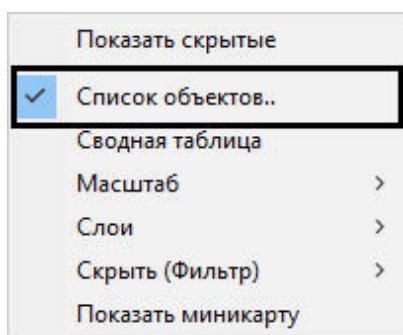 Показать скрытые
Список объектов..
Сводная таблица
Масштаб
Слои
Скрыть (Фильтр)
Показать миникарту